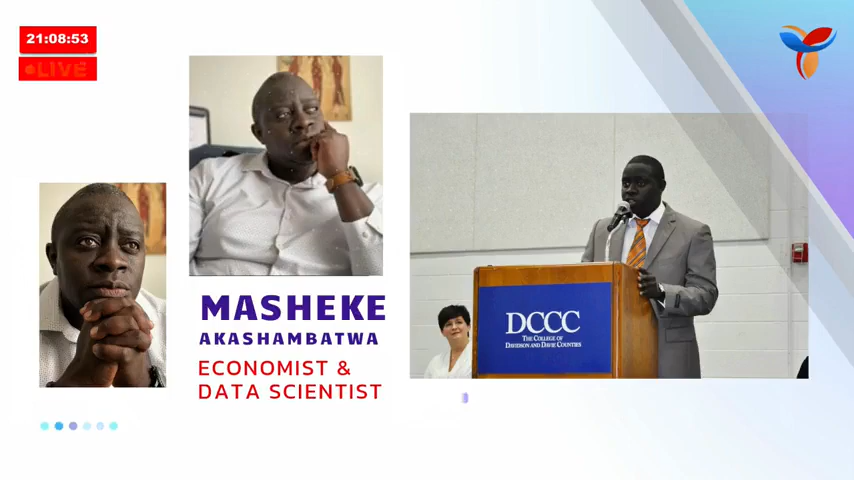 21:08:53
LIVE
MASHEKE
AKASHAMBATWA
ECONOMIST &
DATA SCIENTIST
DCCC
THE COLLEGE OF
DAVIDSON AND DAVIE COUNTIES